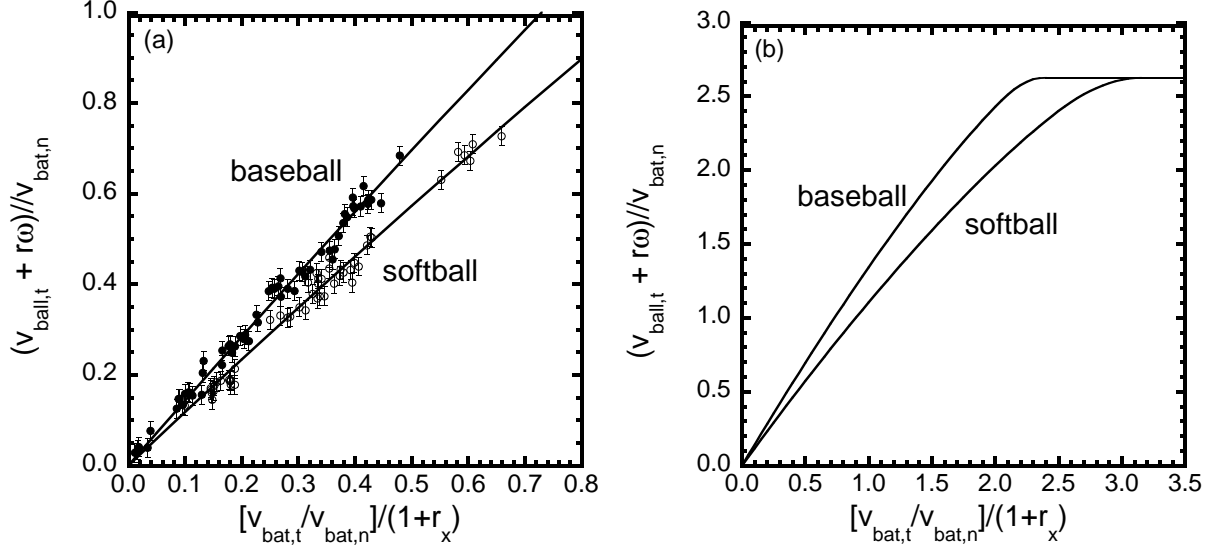 (a)
1.0
0.8
0.6
0.4
0.2
0.0
(v_ball,t + rω)//v_bat,n
baseball
softball
0.0 0.1 0.2 0.3 0.4 0.5 0.6 0.7 0.8
[v_bat,t/v_bat,n]/(1+r_x)
(b)
3.0
2.5
2.0
1.5
1.0
0.5
0.0
(v_ball,t + rω)//v_bat,n
baseball
softball
0.0 0.5 1.0 1.5 2.0 2.5 3.0 3.5
[v_bat,t/v_bat,n]/(1+r_x)